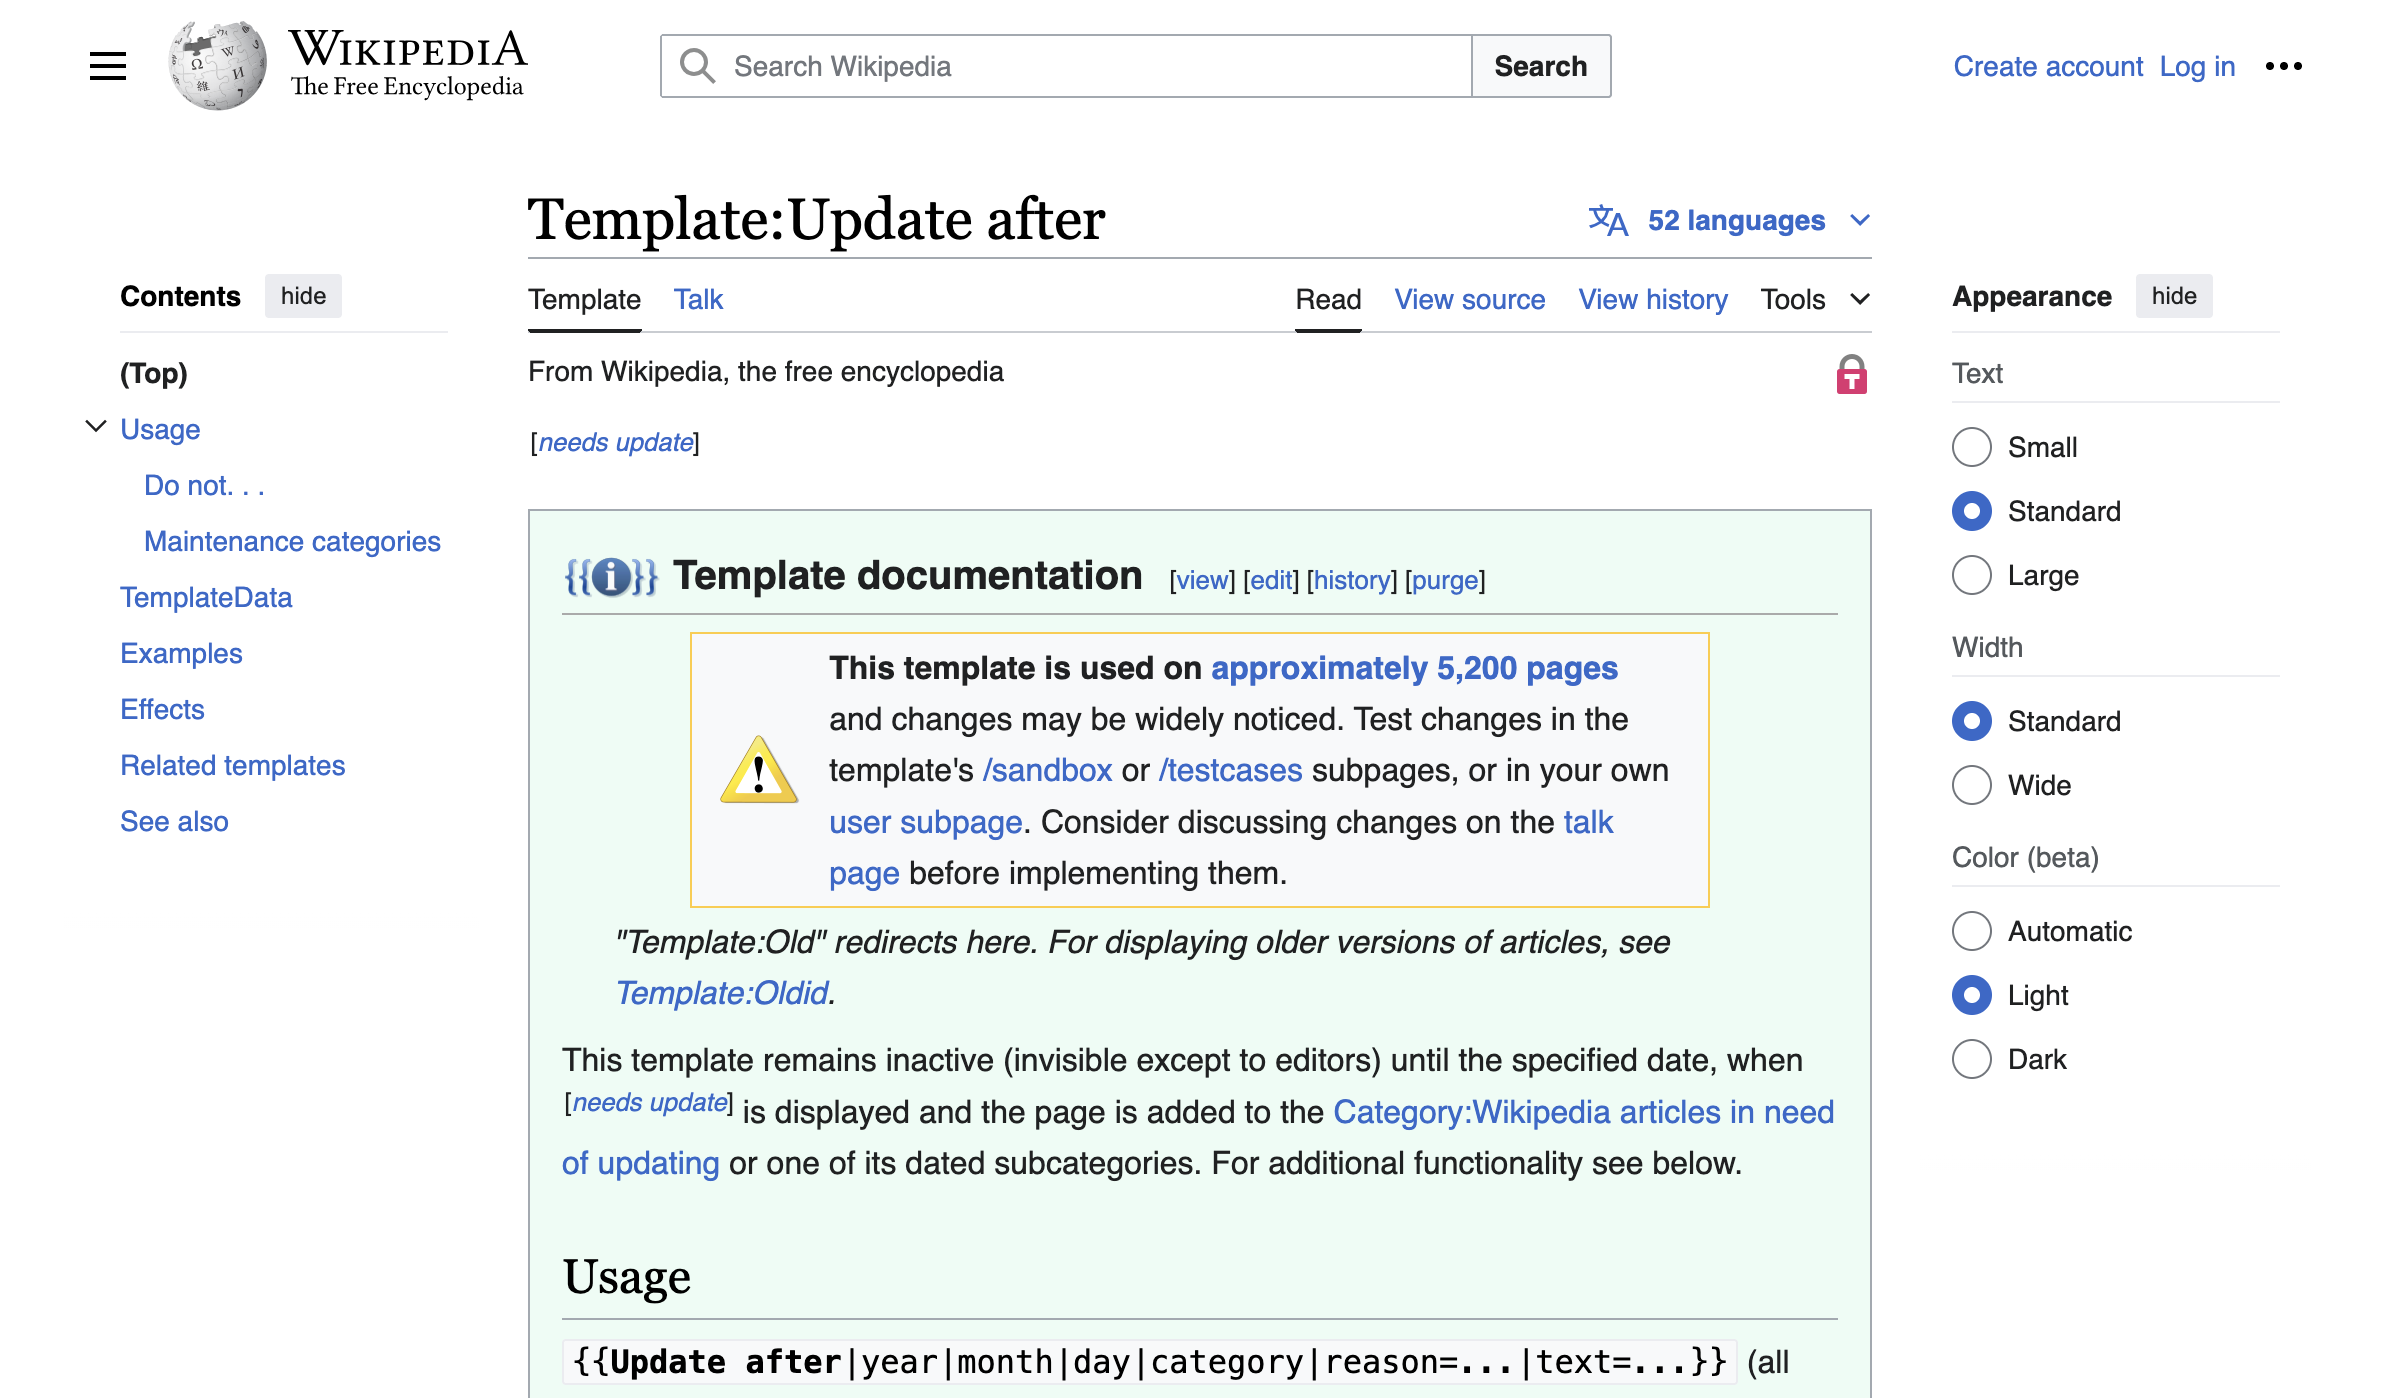 WIKIPEDIA
The Free Encyclopedia
Search Wikipedia
Search
Create account Log in
Template:Update after
52 languages
Contents hide
(Top)
Usage
Do not. . .
Maintenance categories
TemplateData
Examples
Effects
Related templates
See also
Template Talk
Read View source View history Tools
From Wikipedia, the free encyclopedia
[needs update]
{{i}} Template documentation [view] [edit] [history] [purge]
This template is used on approximately 5,200 pages
and changes may be widely noticed. Test changes in the
template's /sandbox or /testcases subpages, or in your own
user subpage. Consider discussing changes on the talk
page before implementing them.
"Template:Old" redirects here. For displaying older versions of articles, see
Template:Oldid.
This template remains inactive (invisible except to editors) until the specified date, when
[needs update] is displayed and the page is added to the Category:Wikipedia articles in need
of updating or one of its dated subcategories. For additional functionality see below.
Usage
{{Update after|year|month|day|category|reason=...|text=...}} (all
Appearance hide
Text
Small
Standard
Large
Width
Standard
Wide
Color (beta)
Automatic
Light
Dark